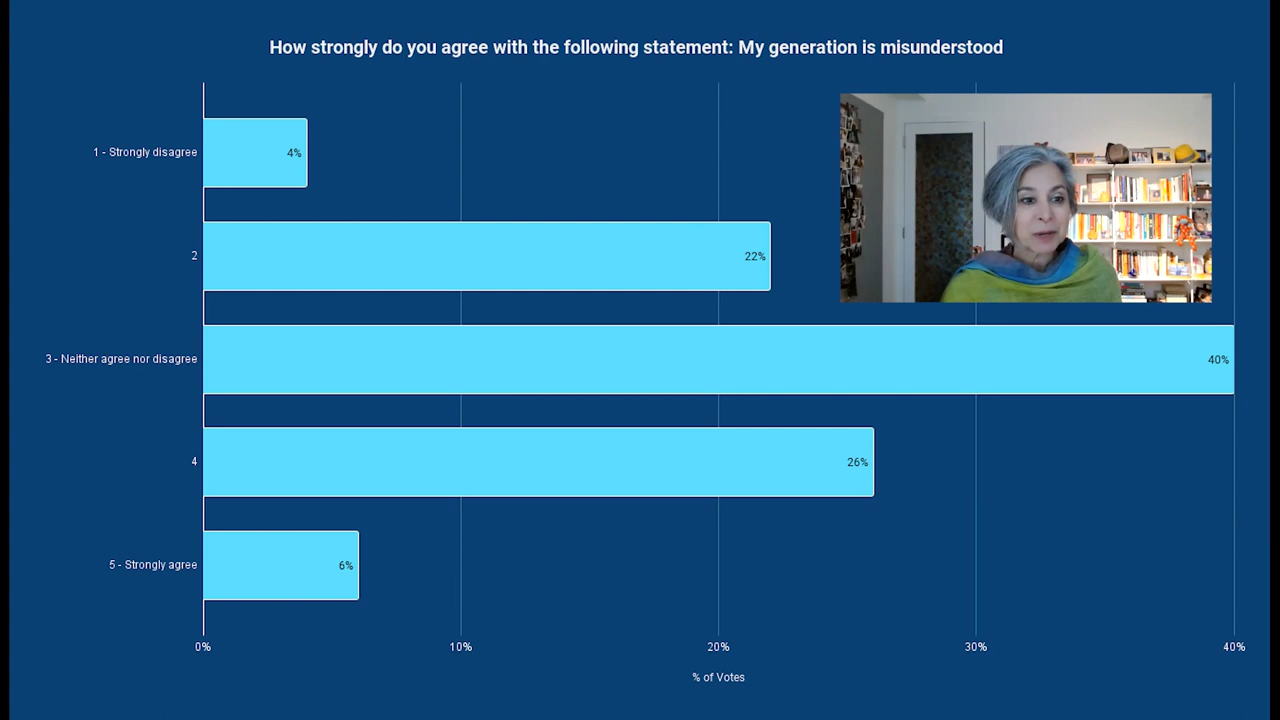 How strongly do you agree with the following statement: My generation is misunderstood
1 - Strongly disagree
4%
2
22%
3 - Neither agree nor disagree
40%
4
26%
5 - Strongly agree
6%
0%
10%
20%
30%
40%
% of Votes